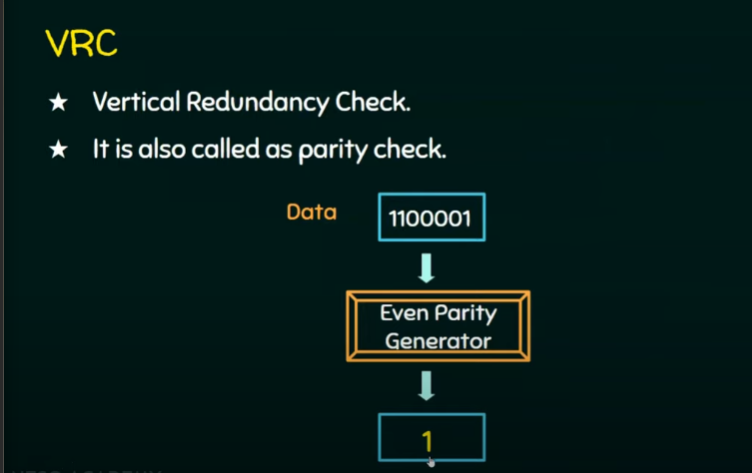 VRC
★ Vertical Redundancy Check.
★ It is also called as parity check.
Data 1100001
Even Parity
Generator
1